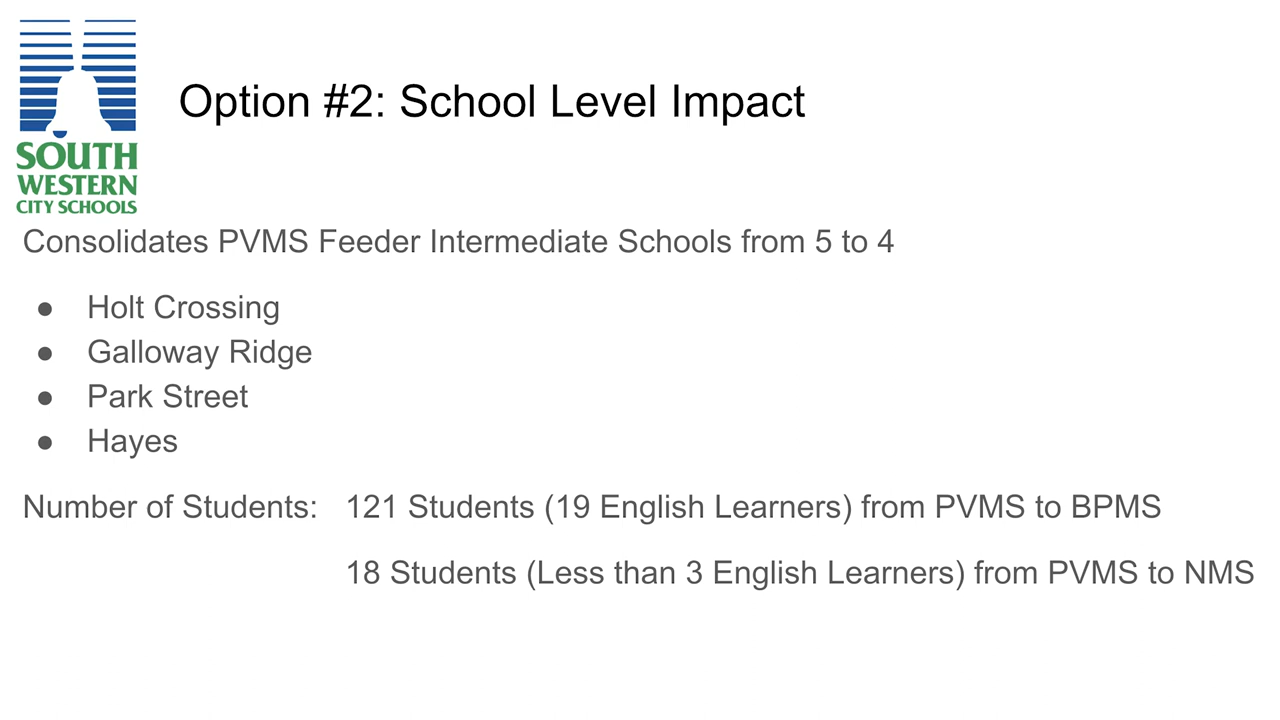 SOUTH
WESTERN
CITY SCHOOLS
Option #2: School Level Impact
Consolidates PVMS Feeder Intermediate Schools from 5 to 4
● Holt Crossing
● Galloway Ridge
● Park Street
● Hayes
Number of Students: 121 Students (19 English Learners) from PVMS to BPMS
18 Students (Less than 3 English Learners) from PVMS to NMS